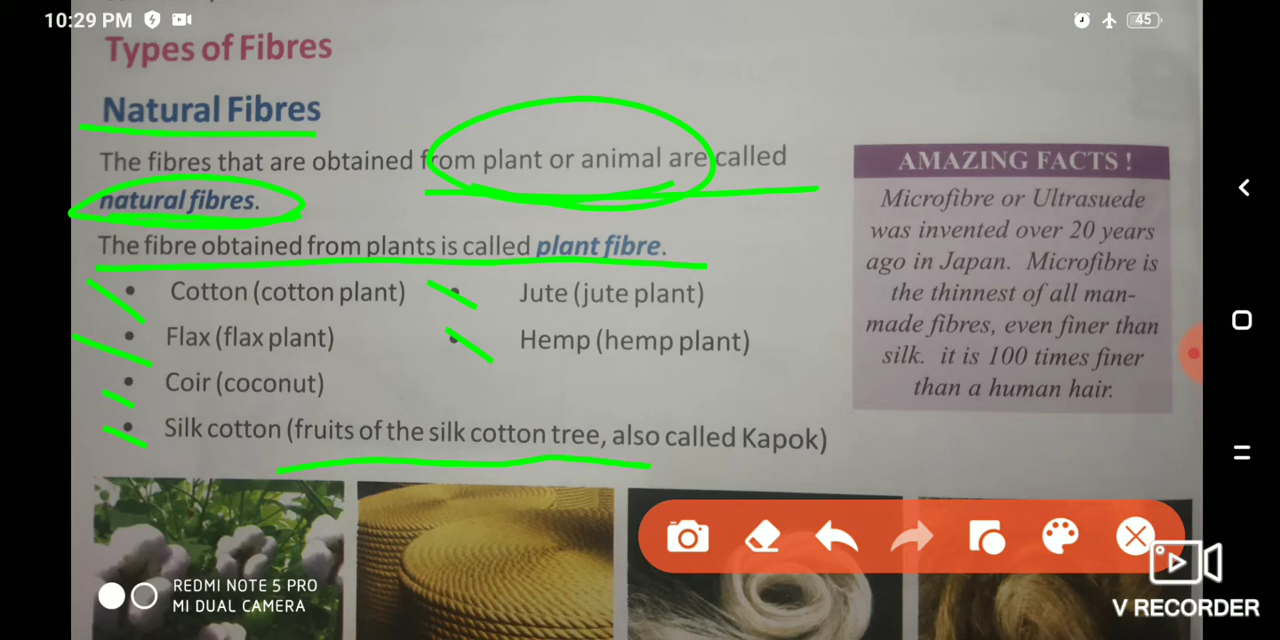 10:29 PM
45
Types of Fibres
Natural Fibres
The fibres that are obtained from plant or animal are called
natural fibres.
The fibre obtained from plants is called plant fibre.
• Cotton (cotton plant) • Jute (jute plant)
• Flax (flax plant) • Hemp (hemp plant)
• Coir (coconut)
• Silk cotton (fruits of the silk cotton tree, also called Kapok)
AMAZING FACTS !
Microfibre or Ultrasuede
was invented over 20 years
ago in Japan. Microfibre is
the thinnest of all man-
made fibres, even finer than
silk. it is 100 times finer
than a human hair.
REDMI NOTE 5 PRO
MI DUAL CAMERA
V RECORDER